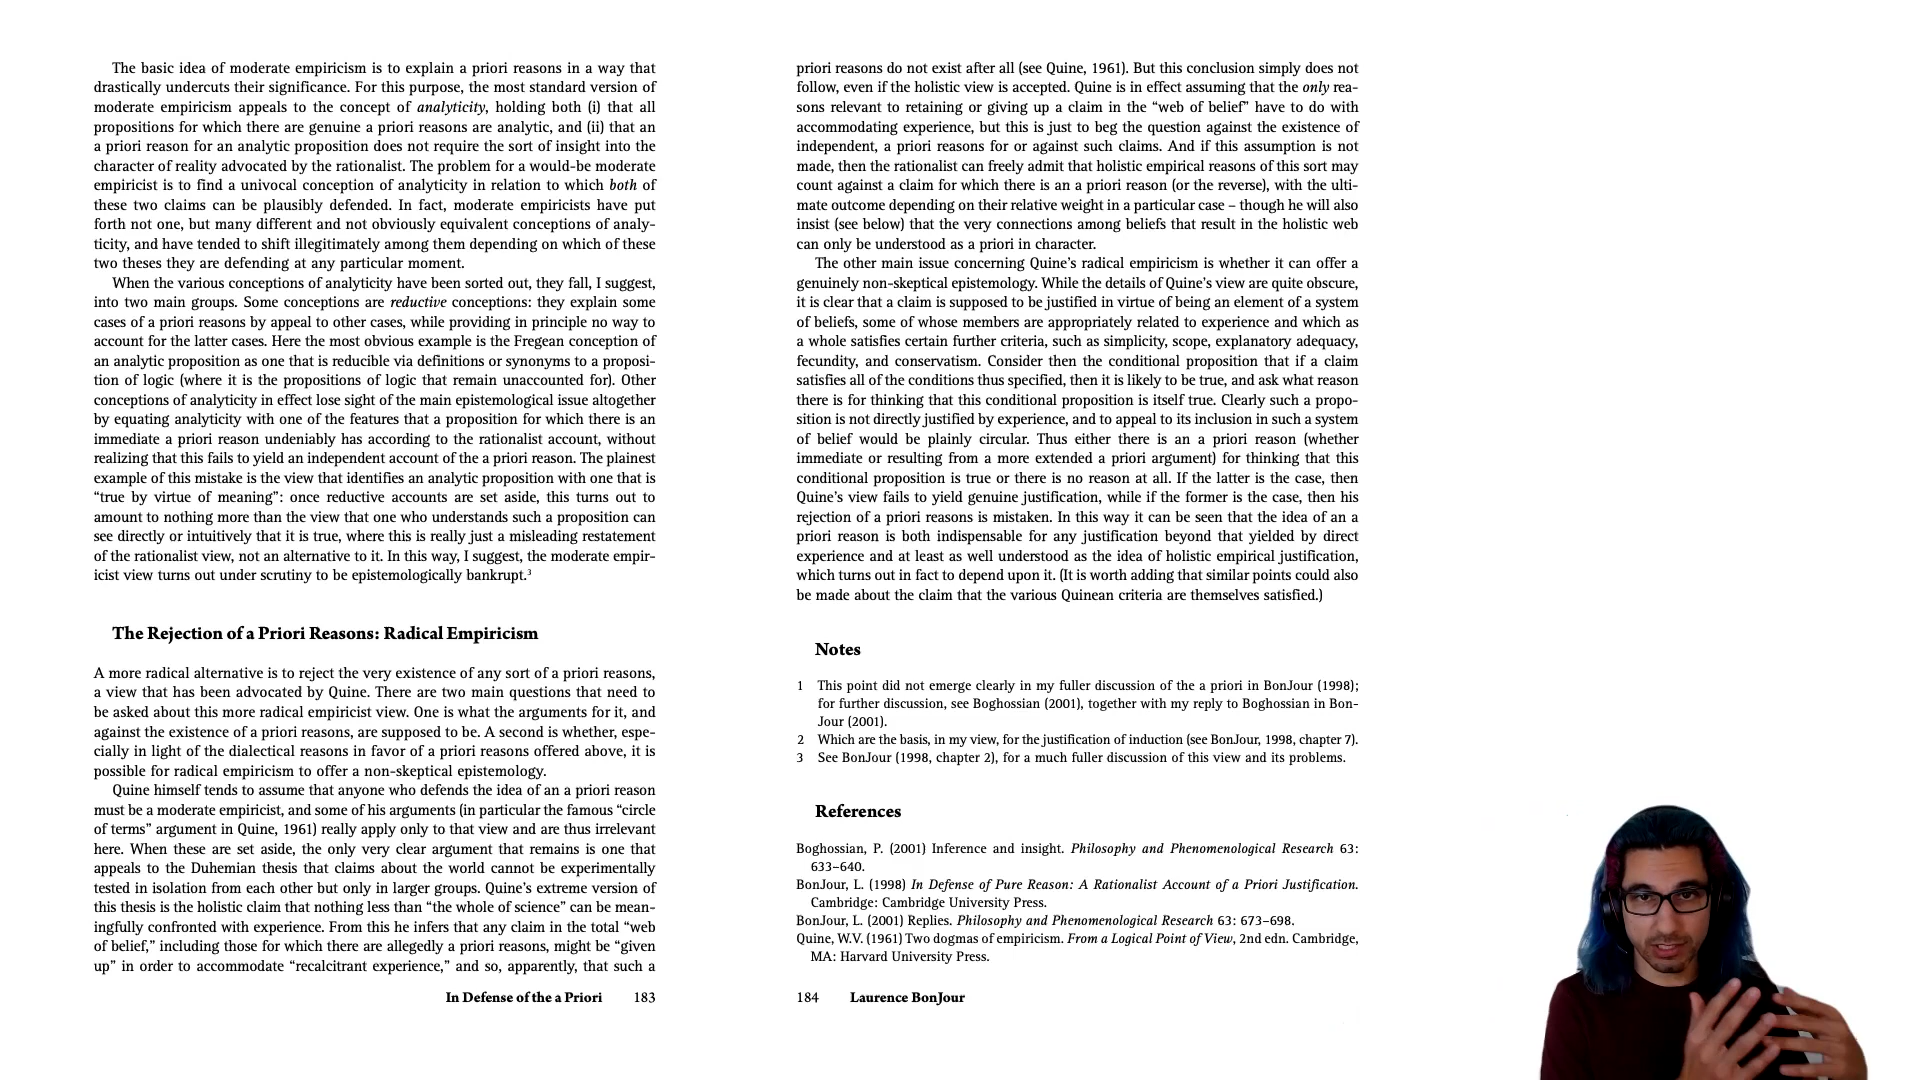 The basic idea of moderate empiricism is to explain a priori reasons in a way that
drastically undercuts their significance. For this purpose, the most standard version of
moderate empiricism appeals to the concept of analyticity, holding both (i) that all
propositions for which there are genuine a priori reasons are analytic, and (ii) that an
a priori reason for an analytic proposition does not require the sort of insight into the
character of reality advocated by the rationalist. The problem for a would-be moderate
empiricist is to find a univocal conception of analyticity in relation to which both of
these two claims can be plausibly defended. In fact, moderate empiricists have put
forth not one, but many different and not obviously equivalent conceptions of analy-
ticity, and have tended to shift illegitimately among them depending on which of these
two theses they are defending at any particular moment.
When the various conceptions of analyticity have been sorted out, they fall, I suggest,
into two main groups. Some conceptions are reductive conceptions: they explain some
cases of a priori reasons by appeal to other cases, while providing in principle no way to
account for the latter cases. Here the most obvious example is the Fregean conception of
an analytic proposition as one that is reducible via definitions or synonyms to a proposi-
tion of logic (where it is the propositions of logic that remain unaccounted for). Other
conceptions of analyticity in effect lose sight of the main epistemological issue altogether
by equating analyticity with one of the features that a proposition for which there is an
immediate a priori reason undeniably has according to the rationalist account, without
realizing that this fails to yield an independent account of the a priori reason. The plainest
example of this mistake is the view that identifies an analytic proposition with one that is
“true by virtue of meaning”: once reductive accounts are set aside, this turns out to
amount to nothing more than the view that one who understands such a proposition can
see directly or intuitively that it is true, where this is really just a misleading restatement
of the rationalist view, not an alternative to it. In this way, I suggest, the moderate empir-
icist view turns out under scrutiny to be epistemologically bankrupt.3
The Rejection of a Priori Reasons: Radical Empiricism
A more radical alternative is to reject the very existence of any sort of a priori reasons,
a view that has been advocated by Quine. There are two main questions that need to
be asked about this more radical empiricist view. One is what the arguments for it, and
against the existence of a priori reasons, are supposed to be. A second is whether, espe-
cially in light of the dialectical reasons in favor of a priori reasons offered above, it is
possible for radical empiricism to offer a non-skeptical epistemology.
Quine himself tends to assume that anyone who defends the idea of an a priori reason
must be a moderate empiricist, and some of his arguments (in particular the famous “circle
of terms” argument in Quine, 1961) really apply only to that view and are thus irrelevant
here. When these are set aside, the only very clear argument that remains is one that
appeals to the Duhemian thesis that claims about the world cannot be experimentally
tested in isolation from each other but only in larger groups. Quine’s extreme version of
this thesis is the holistic claim that nothing less than “the whole of science” can be mean-
ingfully confronted with experience. From this he infers that any claim in the total “web
of belief,” including those for which there are allegedly a priori reasons, might be “given
up” in order to accommodate “recalcitrant experience,” and so, apparently, that such a
In Defense of the a Priori 183
priori reasons do not exist after all (see Quine, 1961). But this conclusion simply does not
follow, even if the holistic view is accepted. Quine is in effect assuming that the only rea-
sons relevant to retaining or giving up a claim in the “web of belief” have to do with
accommodating experience, but this is just to beg the question against the existence of
independent, a priori reasons for or against such claims. And if this assumption is not
made, then the rationalist can freely admit that holistic empirical reasons of this sort may
count against a claim for which there is an a priori reason (or the reverse), with the ulti-
mate outcome depending on their relative weight in a particular case – though he will also
insist (see below) that the very connections among beliefs that result in the holistic web
can only be understood as a priori in character.
The other main issue concerning Quine’s radical empiricism is whether it can offer a
genuinely non-skeptical epistemology. While the details of Quine’s view are quite obscure,
it is clear that a claim is supposed to be justified in virtue of being an element of a system
of beliefs, some of whose members are appropriately related to experience and which as
a whole satisfies certain further criteria, such as simplicity, scope, explanatory adequacy,
fecundity, and conservatism. Consider then the conditional proposition that if a claim
satisfies all of the conditions thus specified, then it is likely to be true, and ask what reason
there is for thinking that this conditional proposition is itself true. Clearly such a propo-
sition is not directly justified by experience, and to appeal to its inclusion in such a system
of belief would be plainly circular. Thus either there is an a priori reason (whether
immediate or resulting from a more extended a priori argument) for thinking that this
conditional proposition is true or there is no reason at all. If the latter is the case, then
Quine’s view fails to yield genuine justification, while if the former is the case, then his
rejection of a priori reasons is mistaken. In this way it can be seen that the idea of an a
priori reason is both indispensable for any justification beyond that yielded by direct
experience and at least as well understood as the idea of holistic empirical justification,
which turns out in fact to depend upon it. (It is worth adding that similar points could also
be made about the claim that the various Quinean criteria are themselves satisfied.)
Notes
1 This point did not emerge clearly in my fuller discussion of the a priori in BonJour (1998);
for further discussion, see Boghossian (2001), together with my reply to Boghossian in Bon-
Jour (2001).
2 Which are the basis, in my view, for the justification of induction (see BonJour, 1998, chapter 7).
3 See BonJour (1998, chapter 2), for a much fuller discussion of this view and its problems.
References
Boghossian, P. (2001) Inference and insight. Philosophy and Phenomenological Research 63:
633–640.
BonJour, L. (1998) In Defense of Pure Reason: A Rationalist Account of a Priori Justification.
Cambridge: Cambridge University Press.
BonJour, L. (2001) Replies. Philosophy and Phenomenological Research 63: 673–698.
Quine, W.V. (1961) Two dogmas of empiricism. From a Logical Point of View, 2nd edn. Cambridge,
MA: Harvard University Press.
184 Laurence BonJour